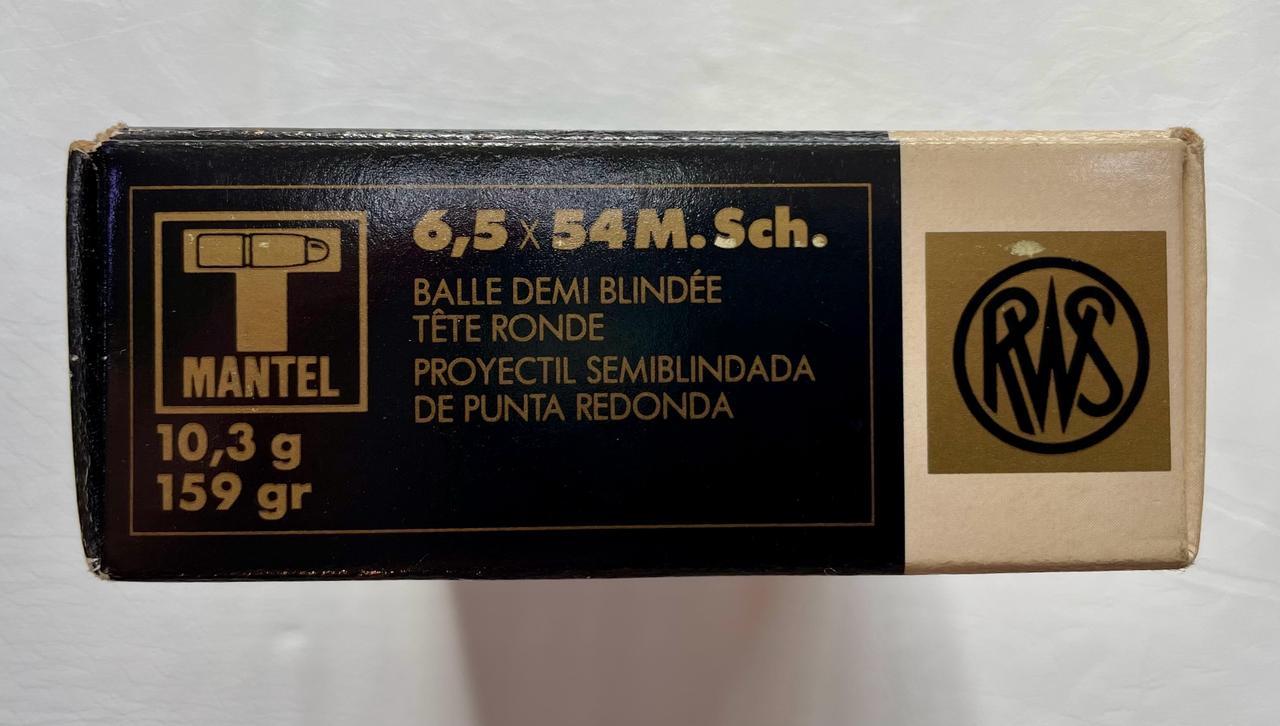 T
MANTEL
10,3 g
159 gr
6,5 x 54 M. Sch.
BALLE DEMI BLINDÉE
TÊTE RONDE
PROYECTIL SEMIBLINDADA
DE PUNTA REDONDA
RWS